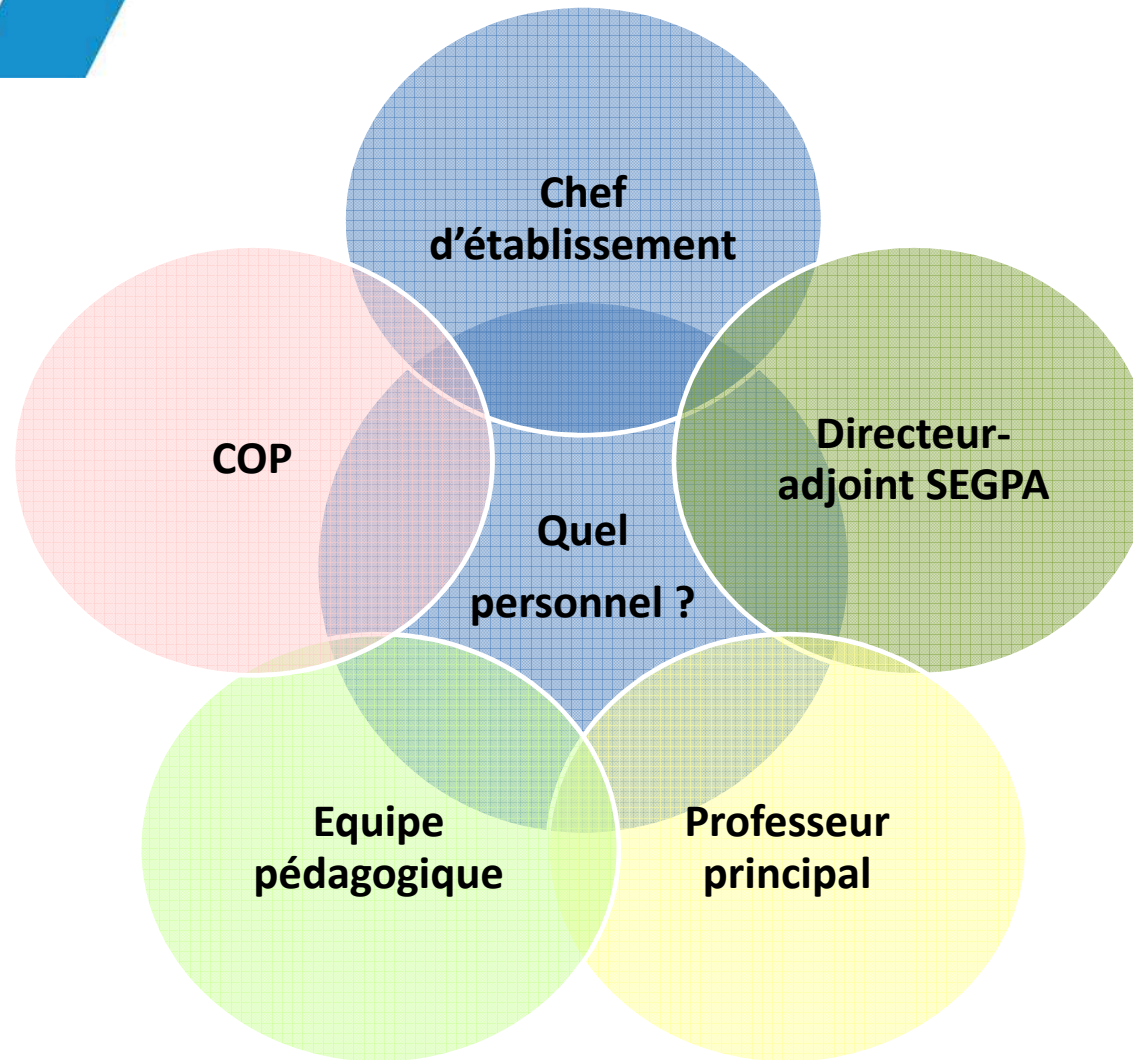 Chef
d'établissement
COP
Directeur-
adjoint SEGPA
Quel
personnel ?
Equipe
pédagogique
Professeur
principal